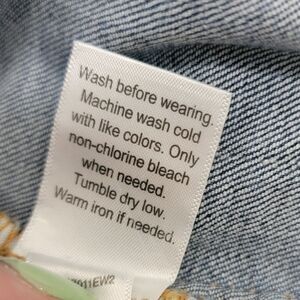 Wash before wearing.
Machine wash cold
with like colors. Only
non-chlorine bleach
when needed.
Tumble dry low.
Warm iron if needed.